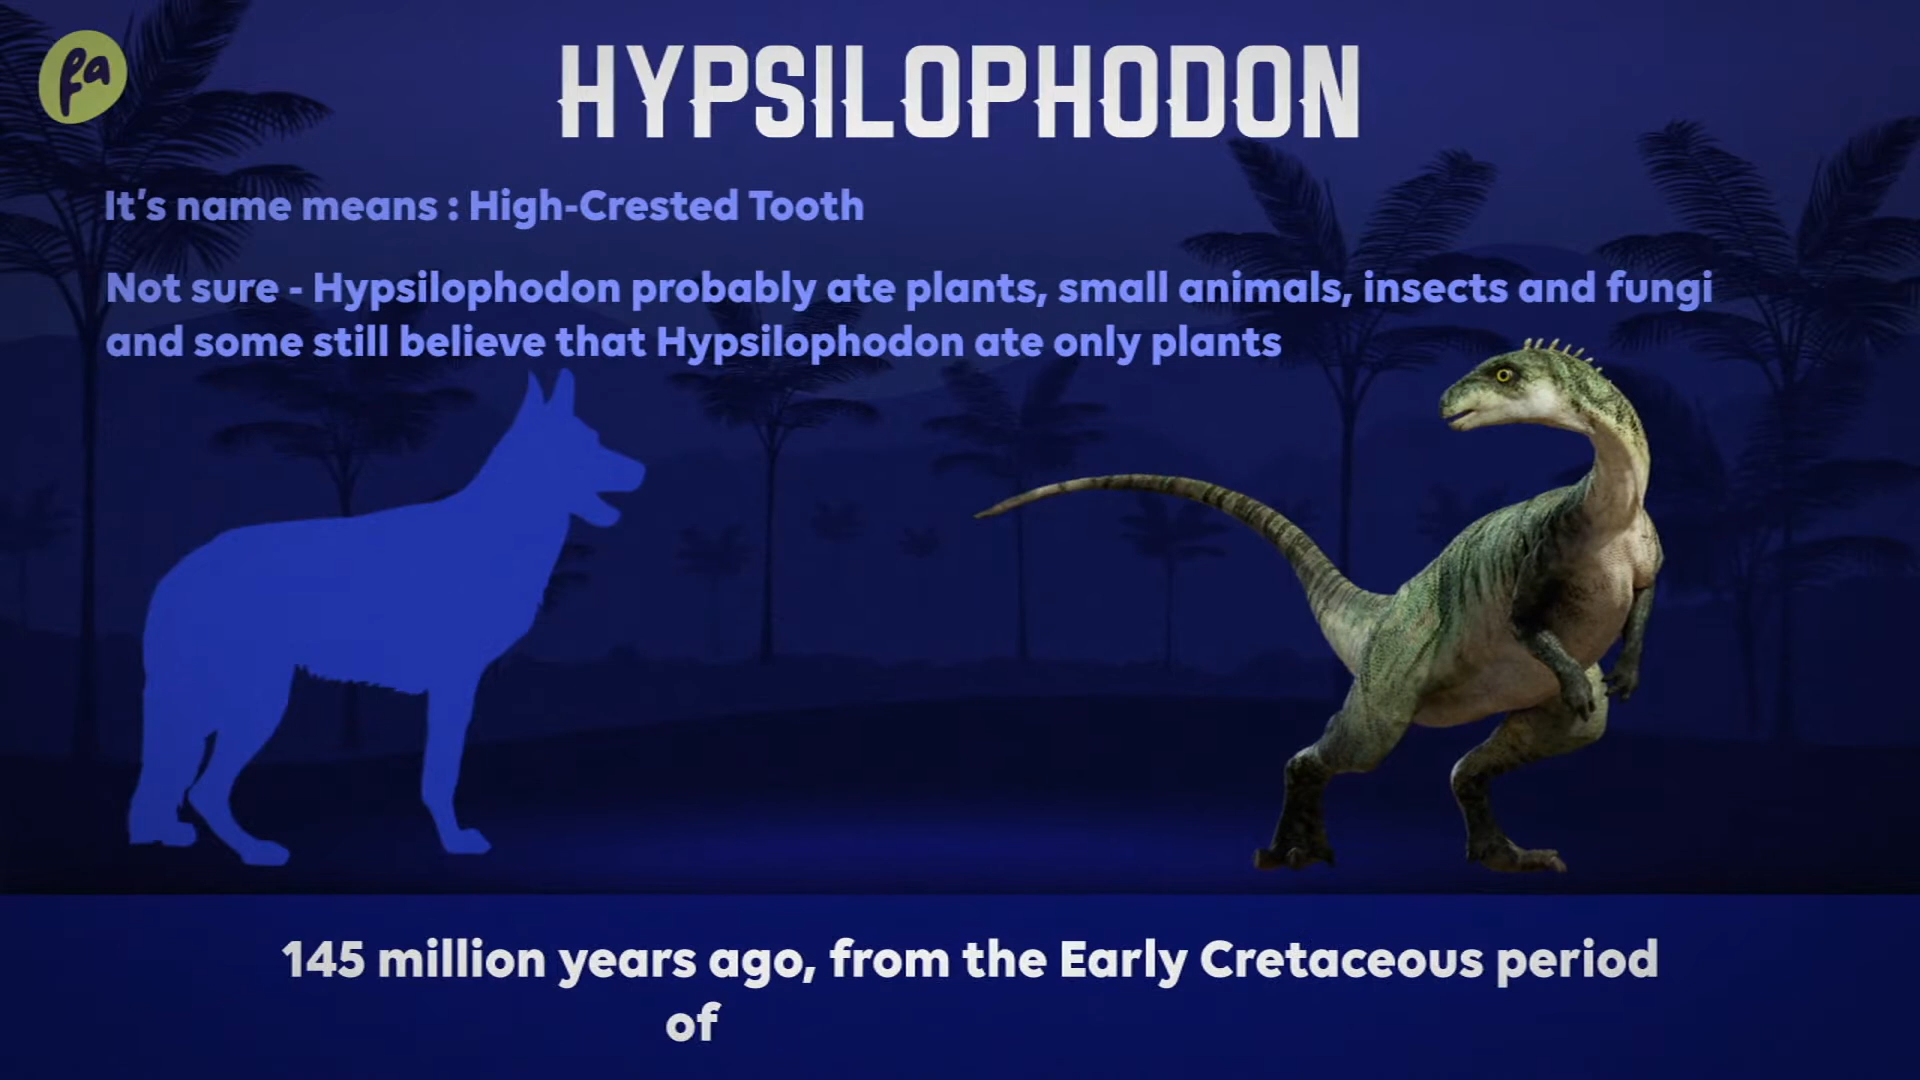 fa
HYPSILOPHODON
It's name means : High-Crested Tooth
Not sure - Hypsilophodon probably ate plants, small animals, insects and fungi
and some still believe that Hypsilophodon ate only plants
145 million years ago, from the Early Cretaceous period
of